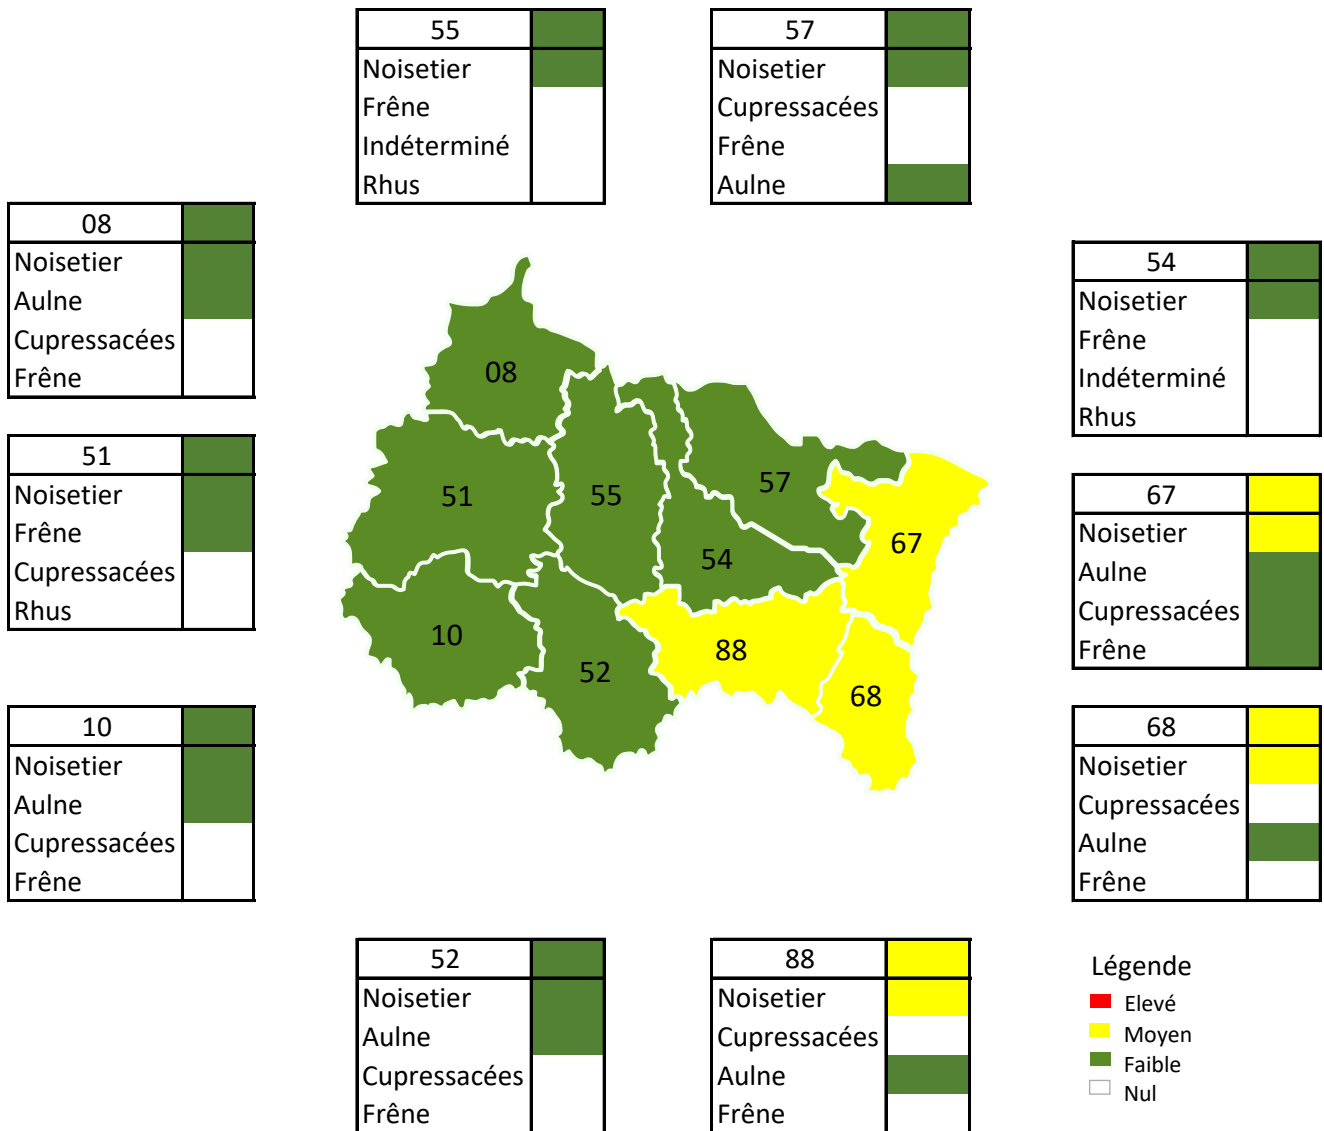 55
Noisetier
Frêne
Indéterminé
Rhus
57
Noisetier
Cupressacées
Frêne
Aulne
08
Noisetier
Aulne
Cupressacées
Frêne
54
Noisetier
Frêne
Indéterminé
Rhus
51
Noisetier
Frêne
Cupressacées
Rhus
67
Noisetier
Aulne
Cupressacées
Frêne
10
Noisetier
Aulne
Cupressacées
Frêne
68
Noisetier
Cupressacées
Aulne
Frêne
52
Noisetier
Aulne
Cupressacées
Frêne
88
Noisetier
Cupressacées
Aulne
Frêne
08
51
55
57
67
54
10
52
88
68
Légende
Elevé
Moyen
Faible
Nul